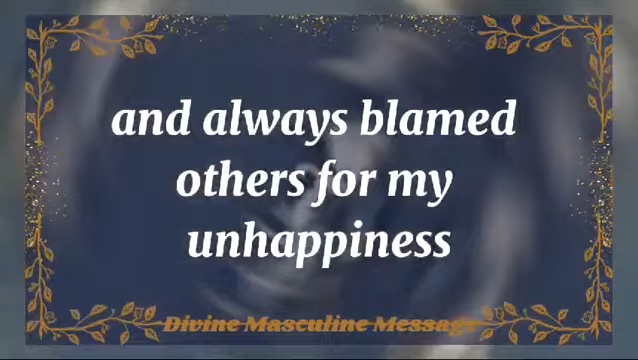 and always blamed
others for my
unhappiness
Divine Masculine Message